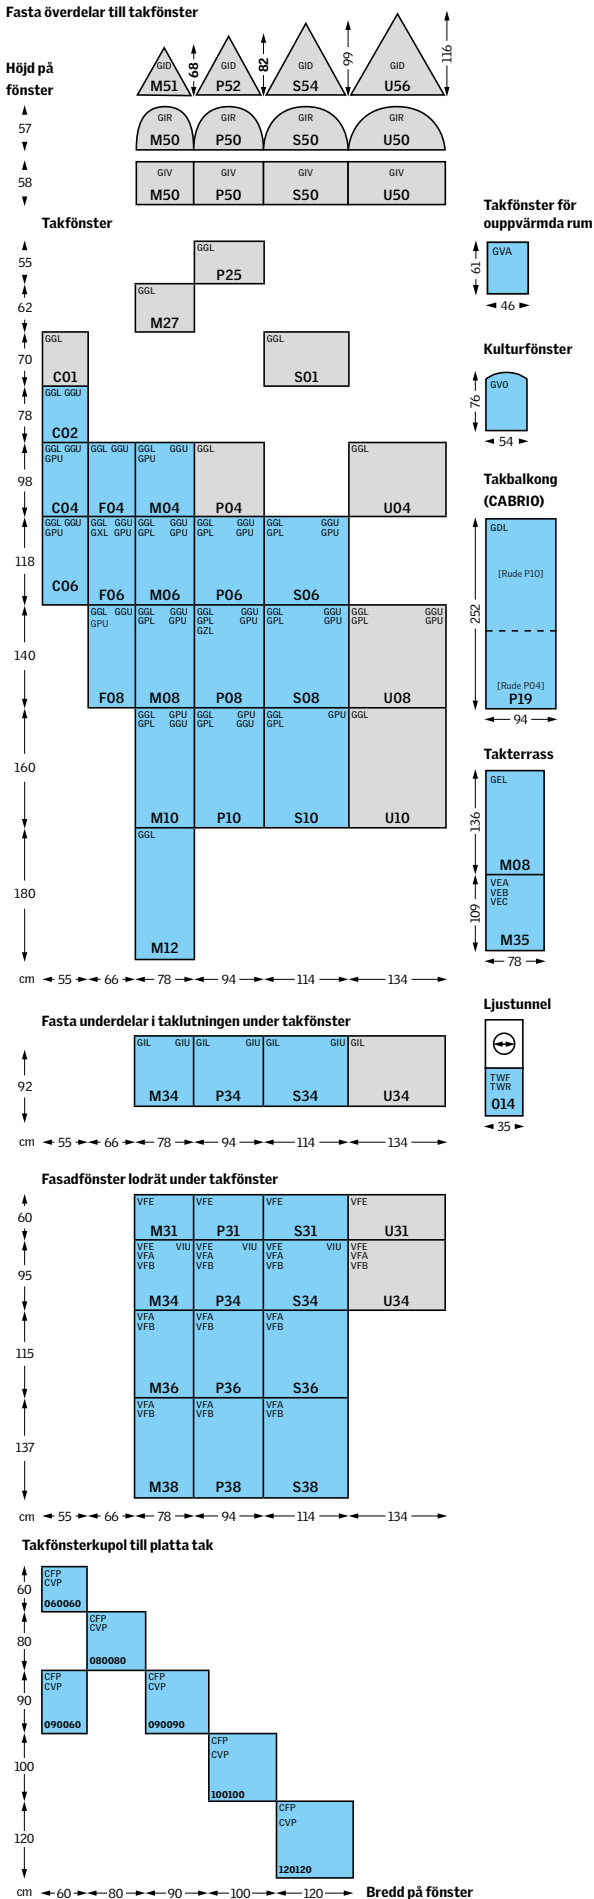 Fasta överdelar till takfönster
Höjd på
fönster
GID
M51
68
GID
P52
82
GID
S54
99
GID
U56
116
57
GIR
M50
GIR
P50
GIR
S50
GIR
U50
58
GIV
M50
GIV
P50
GIV
S50
GIV
U50
Takfönster
55
GGL
P25
62
GGL
M27
70
GGL
C01
GGL
S01
78
GGL GGU
C02
98
GGL GGU
GPU
C04
GGL GGU
F04
GGL GGU
GPU
M04
GGL
P04
GGL
U04
118
GGL GGU
GPU
C06
GGL GGU
GXL GPU
F06
GGL GGU
GPL GPU
M06
GGL GGU
GPL GPU
P06
GGL GGU
GPL GPU
S06
140
GGL GGU
GPU
F08
GGL GGU
GPL GPU
M08
GGL GGU
GPL GPU
GZL
P08
GGL GGU
GPL GPU
S08
GGL GGU
GPL GPU
U08
160
GGL GPU
GPL GGU
M10
GGL GPU
GPL GGU
P10
GGL GPU
GPL
S10
GGL
U10
180
GGL
M12
cm 55 66 78 94 114 134
Takfönster för
ouppvärmda rum
GVA
61
46
Kulturfönster
GVO
76
54
Takbalkong
(CABRIO)
GDL
[Rude P10]
252
[Rude P04]
P19
94
Takterrass
GEL
136
M08
VEA
VEB
VEC
109
M35
78
Ljustunnel
TWF
TWR
014
35
Fasta underdelar i taklutningen under takfönster
92
GIL GIU
M34
GIL GIU
P34
GIL GIU
S34
GIL
U34
cm 55 66 78 94 114 134
Fasadfönster lodrät under takfönster
60
VFE
M31
VFE
P31
VFE
S31
VFE
U31
95
VFE VIU
VFA
VFB
M34
VFE VIU
VFA
VFB
P34
VFE VIU
VFA
VFB
S34
VFE
VFA
VFB
U34
115
VFA
VFB
M36
VFA
VFB
P36
VFA
VFB
S36
137
VFA
VFB
M38
VFA
VFB
P38
VFA
VFB
S38
cm 55 66 78 94 114 134
Takfönsterkupol till platta tak
60
CFP
CVP
060060
80
CFP
CVP
080080
90
CFP
CVP
090060
CFP
CVP
090090
100
CFP
CVP
100100
120
CFP
CVP
120120
cm 60 80 90 100 120 Bredd på fönster